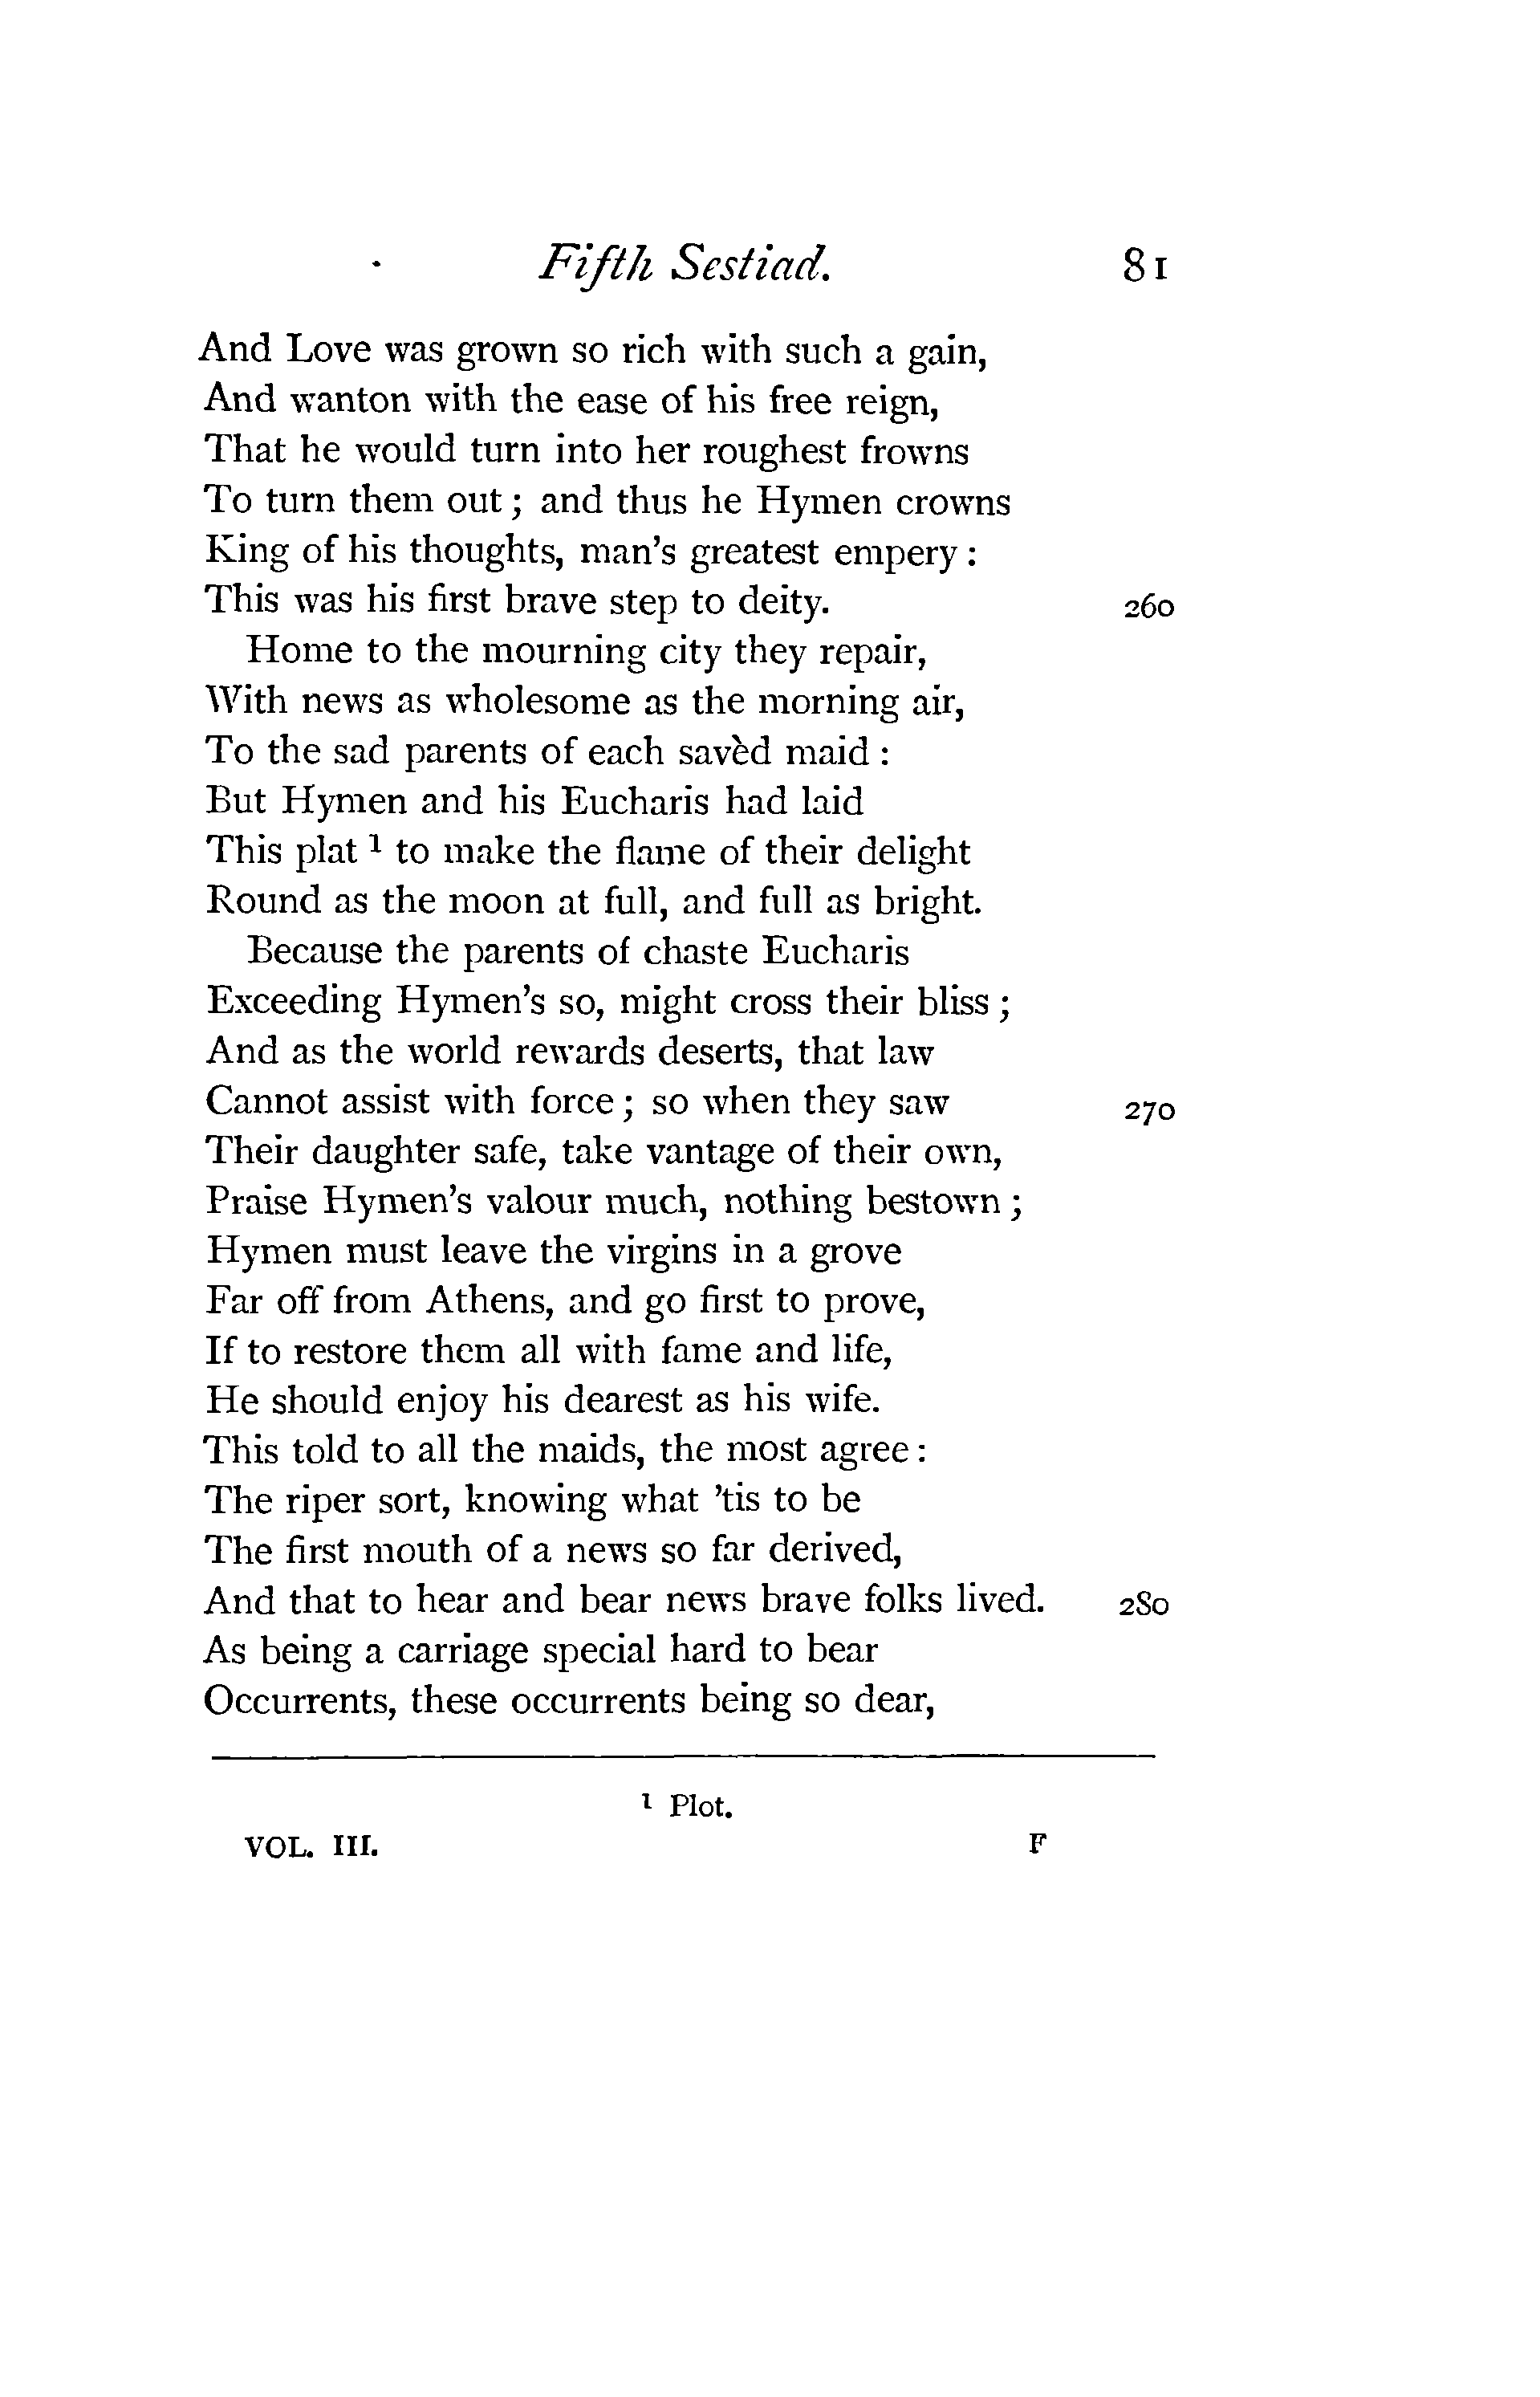 Fifth Sestiad. 81
And Love was grown so rich with such a gain,
And wanton with the ease of his free reign,
That he would turn into her roughest frowns
To turn them out; and thus he Hymen crowns
King of his thoughts, man's greatest empery:
This was his first brave step to deity. 260
Home to the mourning city they repair,
With news as wholesome as the morning air,
To the sad parents of each savèd maid:
But Hymen and his Eucharis had laid
This plat ¹ to make the flame of their delight
Round as the moon at full, and full as bright.
Because the parents of chaste Eucharis
Exceeding Hymen's so, might cross their bliss;
And as the world rewards deserts, that law
Cannot assist with force; so when they saw 270
Their daughter safe, take vantage of their own,
Praise Hymen's valour much, nothing bestown;
Hymen must leave the virgins in a grove
Far off from Athens, and go first to prove,
If to restore them all with fame and life,
He should enjoy his dearest as his wife.
This told to all the maids, the most agree:
The riper sort, knowing what 'tis to be
The first mouth of a news so far derived,
And that to hear and bear news brave folks lived. 280
As being a carriage special hard to bear
Occurrents, these occurrents being so dear,
¹ Plot.
VOL. III. F